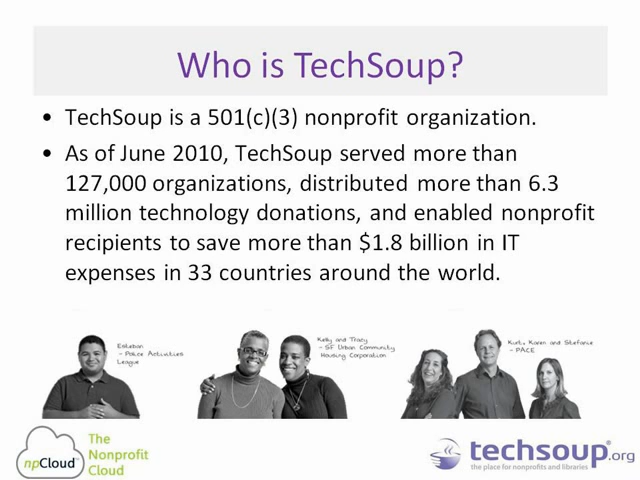 Who is TechSoup?
• TechSoup is a 501(c)(3) nonprofit organization.
• As of June 2010, TechSoup served more than
127,000 organizations, distributed more than 6.3
million technology donations, and enabled nonprofit
recipients to save more than $1.8 billion in IT
expenses in 33 countries around the world.
Esteban
- Police Activities
League
Kelly and Tracy
- SF Urban Community
Housing Corporation
Kurt, Karen and Stefanie
- PACE
npCloud
The
Nonprofit
Cloud
techsoup®.org
the place for nonprofits and libraries